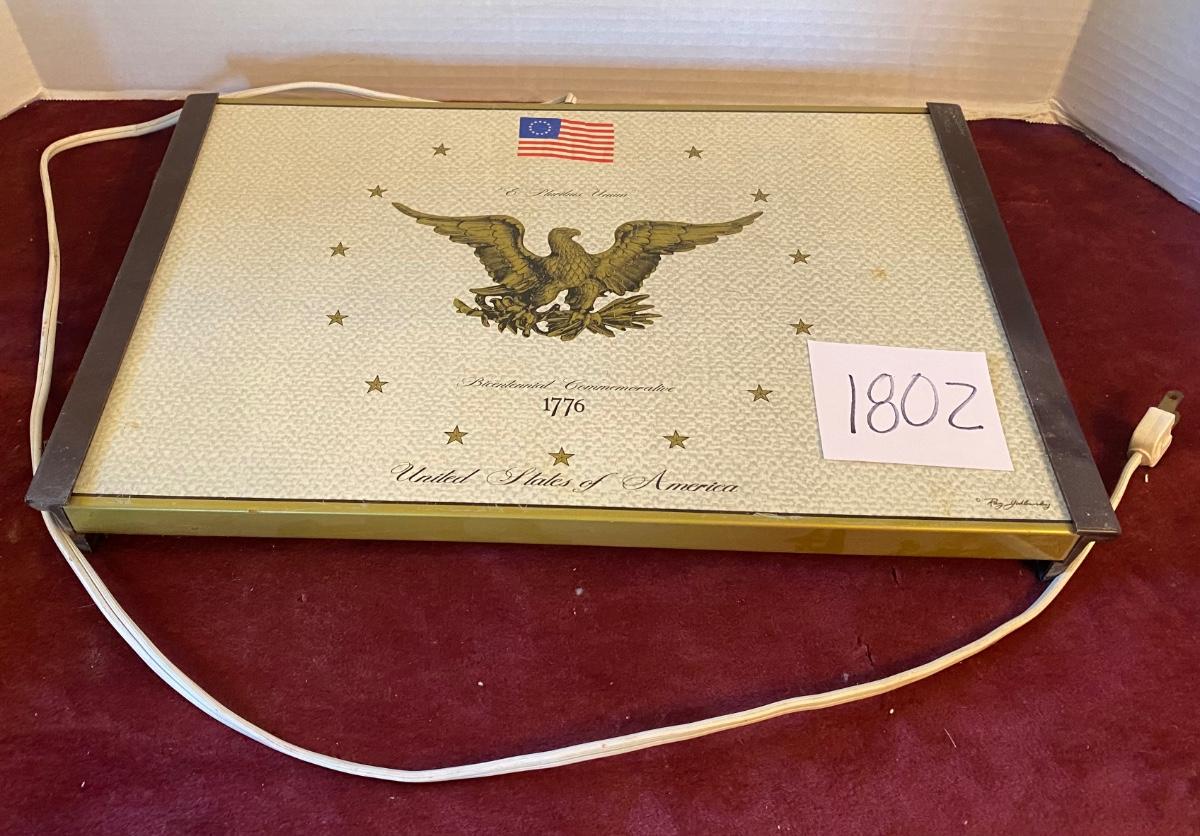 E Pluribus Unum
Bicentennial Commemorative
1776
1802
United States of America
©